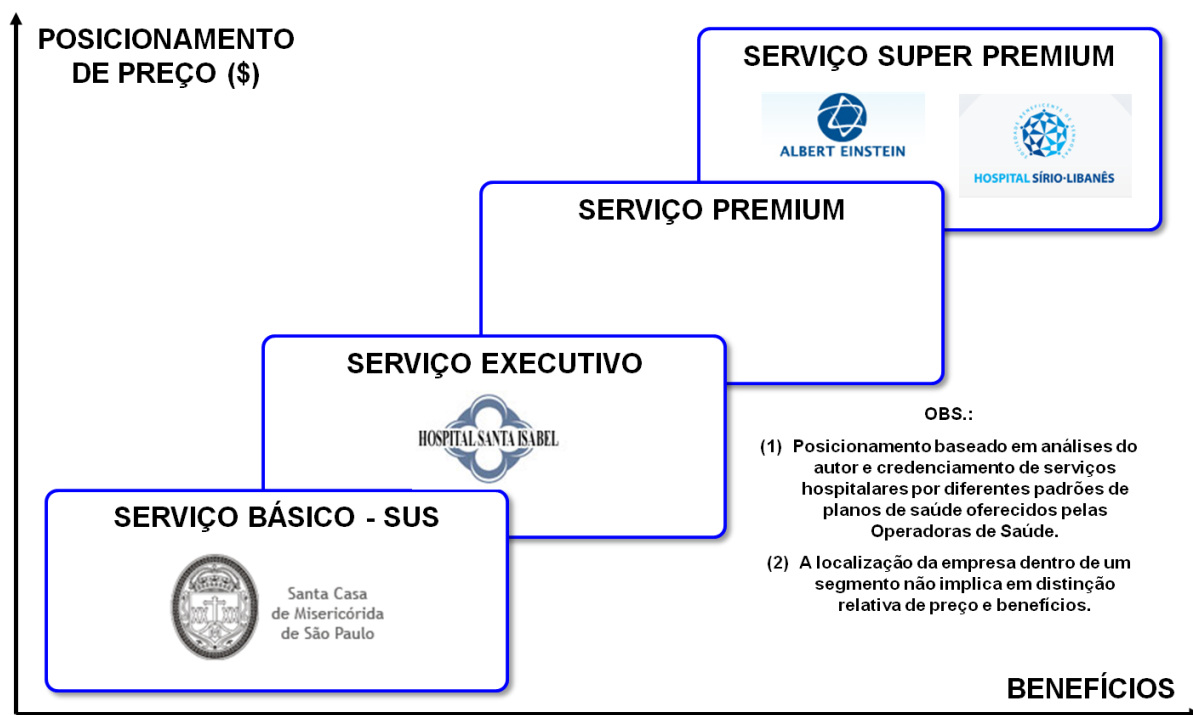 POSICIONAMENTO
DE PREÇO ($)
SERVIÇO SUPER PREMIUM
ALBERT EINSTEIN
HOSPITAL SÍRIO-LIBANÊS
SERVIÇO PREMIUM
SERVIÇO EXECUTIVO
HOSPITAL SANTA ISABEL
SERVIÇO BÁSICO - SUS
Santa Casa
de Misericórida
de São Paulo
OBS.:
(1) Posicionamento baseado em análises do
autor e credenciamento de serviços
hospitalares por diferentes padrões de
planos de saúde oferecidos pelas
Operadoras de Saúde.
(2) A localização da empresa dentro de um
segmento não implica em distinção
relativa de preço e benefícios.
BENEFÍCIOS